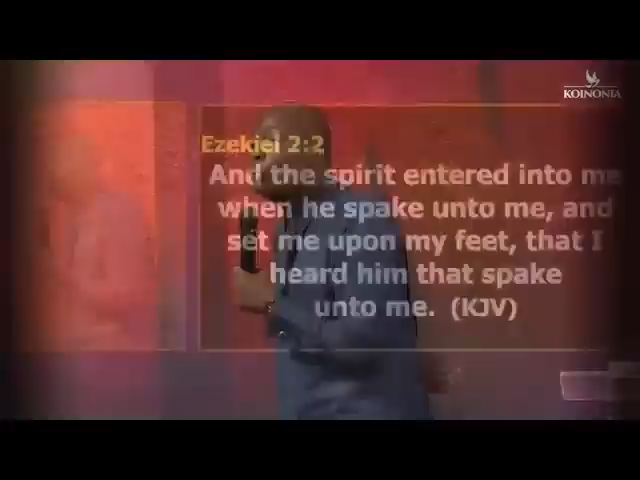 KOINONIA
Ezekiel 2:2
And the spirit entered into me
when he spake unto me, and
set me upon my feet, that I
heard him that spake
unto me. (KJV)